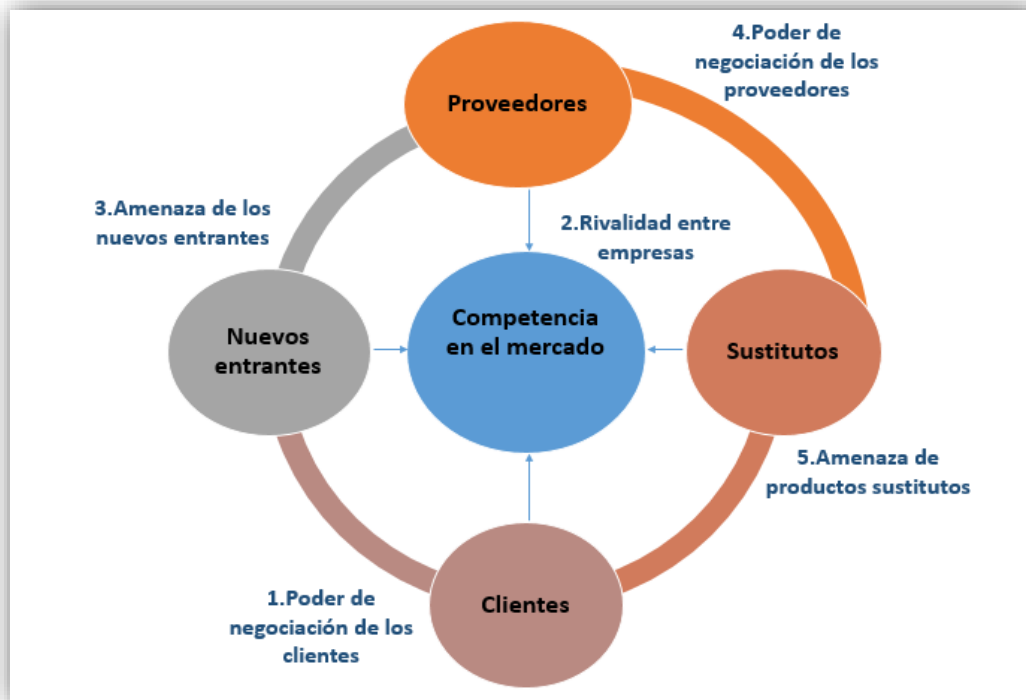 4.Poder de
negociación de los
proveedores
Proveedores
3.Amenaza de los
nuevos entrantes
2.Rivalidad entre
empresas
Competencia
en el mercado
Nuevos
entrantes
Sustitutos
5.Amenaza de
productos sustitutos
1.Poder de
negociación de los
clientes
Clientes